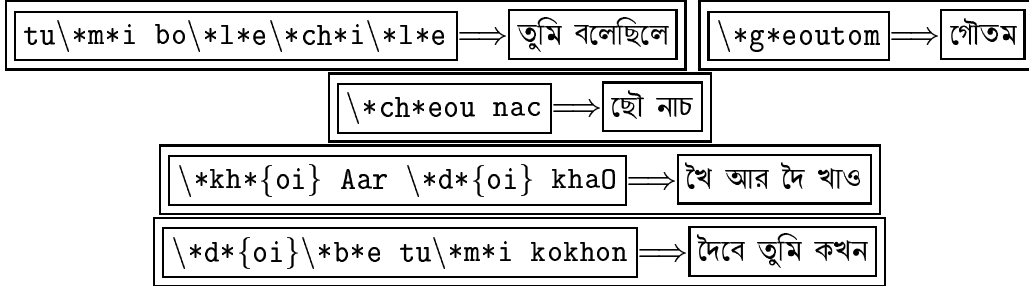 tu\*m*i bo\*l*e\*ch*i\*l*e ⟹ তুমি বলেছিলে \*g*eoutom ⟹ গৌতম
\*ch*eou nac ⟹ ছৌ নাচ
\*kh*{oi} Aar \*d*{oi} khaO ⟹ খৈ আর দৈ খাও
\*d*{oi}\*b*e tu\*m*i kokhon ⟹ দৈবে তুমি কখন